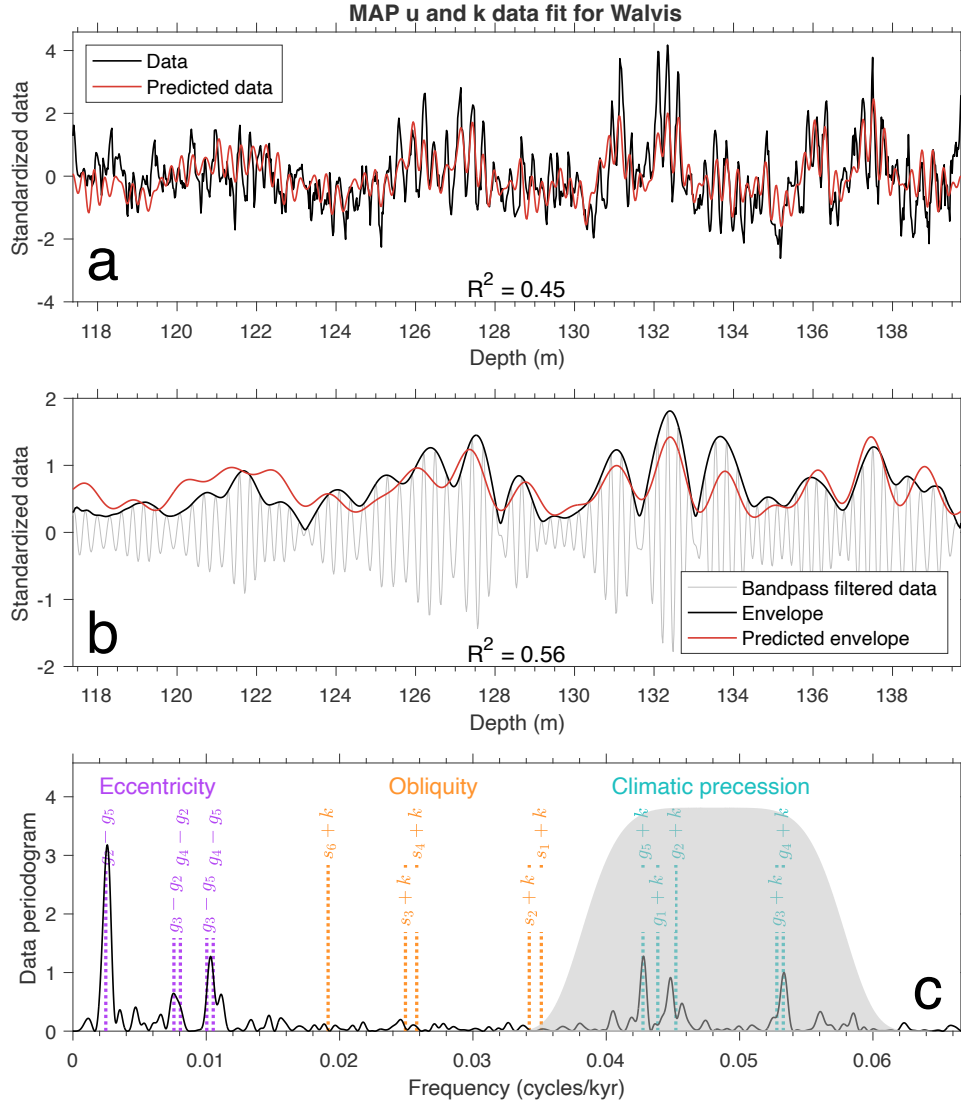 MAP u and k data fit for Walvis
Data
Predicted data
Standardized data
4
2
0
-2
-4
a
R² = 0.45
118 120 122 124 126 128 130 132 134 136 138
Depth (m)
Standardized data
2
1
0
-1
-2
b
Bandpass filtered data
Envelope
Predicted envelope
R² = 0.56
118 120 122 124 126 128 130 132 134 136 138
Depth (m)
Data periodogram
4
3
2
1
0
Eccentricity
Obliquity
Climatic precession
g₂ − g₅
g₃ − g₂
g₄ − g₂
g₃ − g₅
g₄ − g₅
s₆ + k
s₃ + k
s₄ + k
s₂ + k
s₁ + k
g₅ + k
g₁ + k
g₂ + k
g₃ + k
g₄ + k
c
0 0.01 0.02 0.03 0.04 0.05 0.06
Frequency (cycles/kyr)